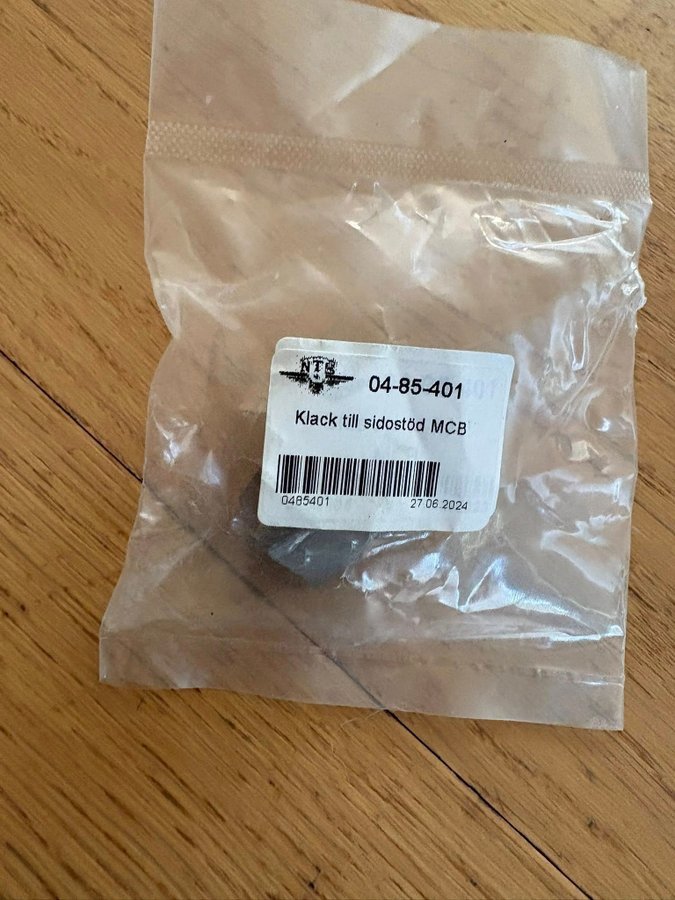 NTS
04-85-401
Klack till sidostöd MCB
0485401
27.06.2024